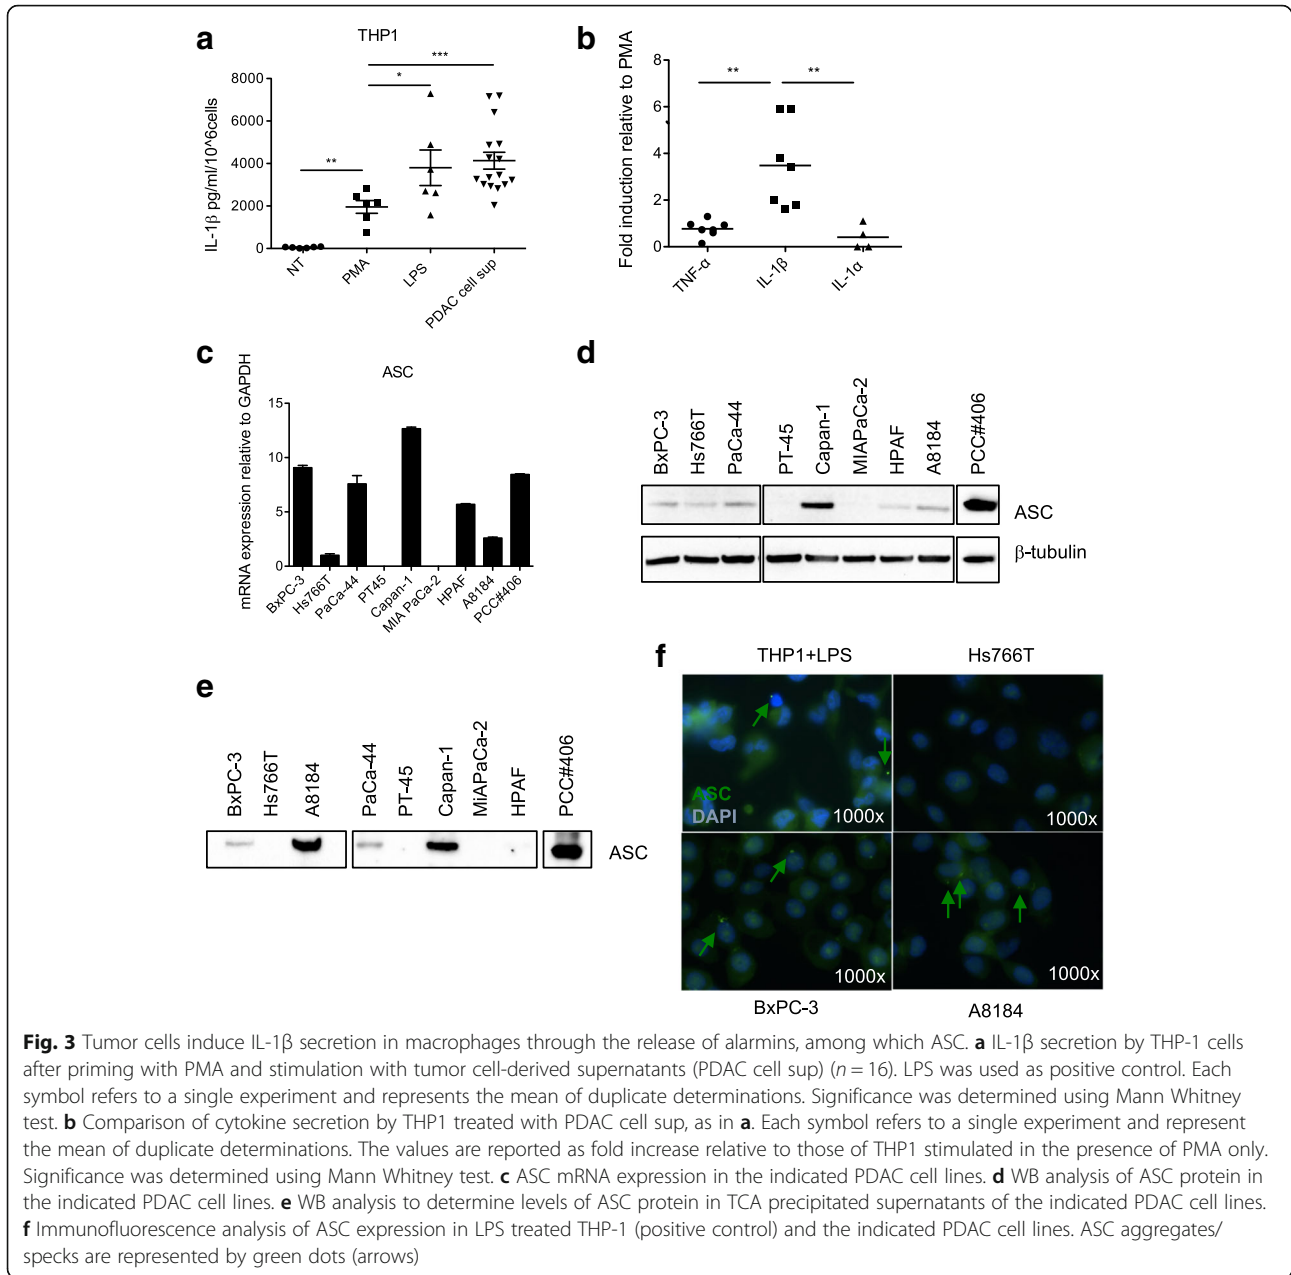 a
THP1
IL-1β pg/ml/10^6cells
8000
6000
4000
2000
0
**
*
***
NT
PMA
LPS
PDAC cell sup
b
Fold induction relative to PMA
8
6
4
2
0
**
**
TNF-α
IL-1β
IL-1α
c
ASC
mRNA expression relative to GAPDH
15
10
5
0
BxPC-3
Hs766T
PaCa-44
PT45
Capan-1
MIA PaCa-2
HPAF
A8184
PCC#406
d
BxPC-3
Hs766T
PaCa-44
PT-45
Capan-1
MIAPaCa-2
HPAF
A8184
PCC#406
ASC
β-tubulin
e
BxPC-3
Hs766T
A8184
PaCa-44
PT-45
Capan-1
MiAPaCa-2
HPAF
PCC#406
ASC
f
THP1+LPS
Hs766T
ASC
DAPI
1000x
1000x
1000x
1000x
BxPC-3
A8184
Fig. 3 Tumor cells induce IL-1β secretion in macrophages through the release of alarmins, among which ASC. a IL-1β secretion by THP-1 cells
after priming with PMA and stimulation with tumor cell-derived supernatants (PDAC cell sup) (n = 16). LPS was used as positive control. Each
symbol refers to a single experiment and represents the mean of duplicate determinations. Significance was determined using Mann Whitney
test. b Comparison of cytokine secretion by THP1 treated with PDAC cell sup, as in a. Each symbol refers to a single experiment and represent
the mean of duplicate determinations. The values are reported as fold increase relative to those of THP1 stimulated in the presence of PMA only.
Significance was determined using Mann Whitney test. c ASC mRNA expression in the indicated PDAC cell lines. d WB analysis of ASC protein in
the indicated PDAC cell lines. e WB analysis to determine levels of ASC protein in TCA precipitated supernatants of the indicated PDAC cell lines.
f Immunofluorescence analysis of ASC expression in LPS treated THP-1 (positive control) and the indicated PDAC cell lines. ASC aggregates/
specks are represented by green dots (arrows)